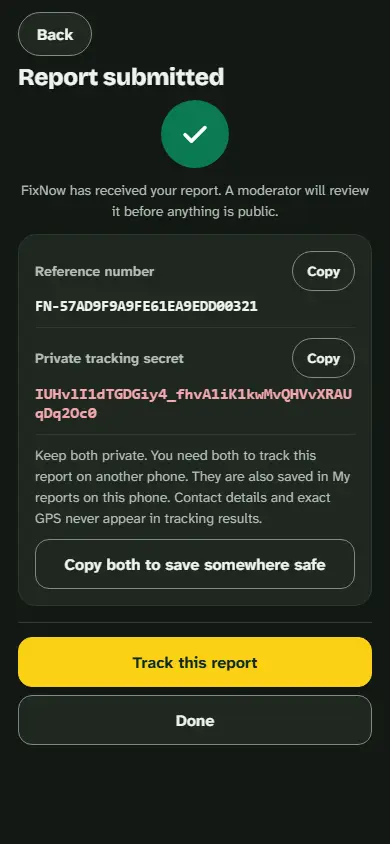 Back
Report submitted
FixNow has received your report. A moderator will review
it before anything is public.
Reference number
Copy
FN-57AD9F9A9FE61EA9EDD00321
Private tracking secret
Copy
IUHvlI1dTGDGiy4_fhvA1iK1kwMvQHVvXRAU
qDq2Oc0
Keep both private. You need both to track this
report on another phone. They are also saved in My
reports on this phone. Contact details and exact
GPS never appear in tracking results.
Copy both to save somewhere safe
Track this report
Done